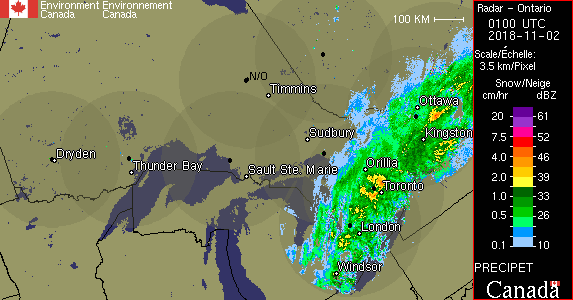 Environment Environnement
Canada Canada
100 KM
N/O
Timmins
Ottawa
Sudbury
Kingston
Dryden
Thunder Bay
Sault Ste. Marie
Orillia
Toronto
London
Windsor
Radar - Ontario
0100 UTC
2018-11-02
Scale/Échelle:
3.5 km/Pixel
Snow/Neige
cm/hr dBZ
20 61
7.5 52
4.0 46
2.0 39
1.0 33
0.5 26
0.1 10
PRECIPET
Canada